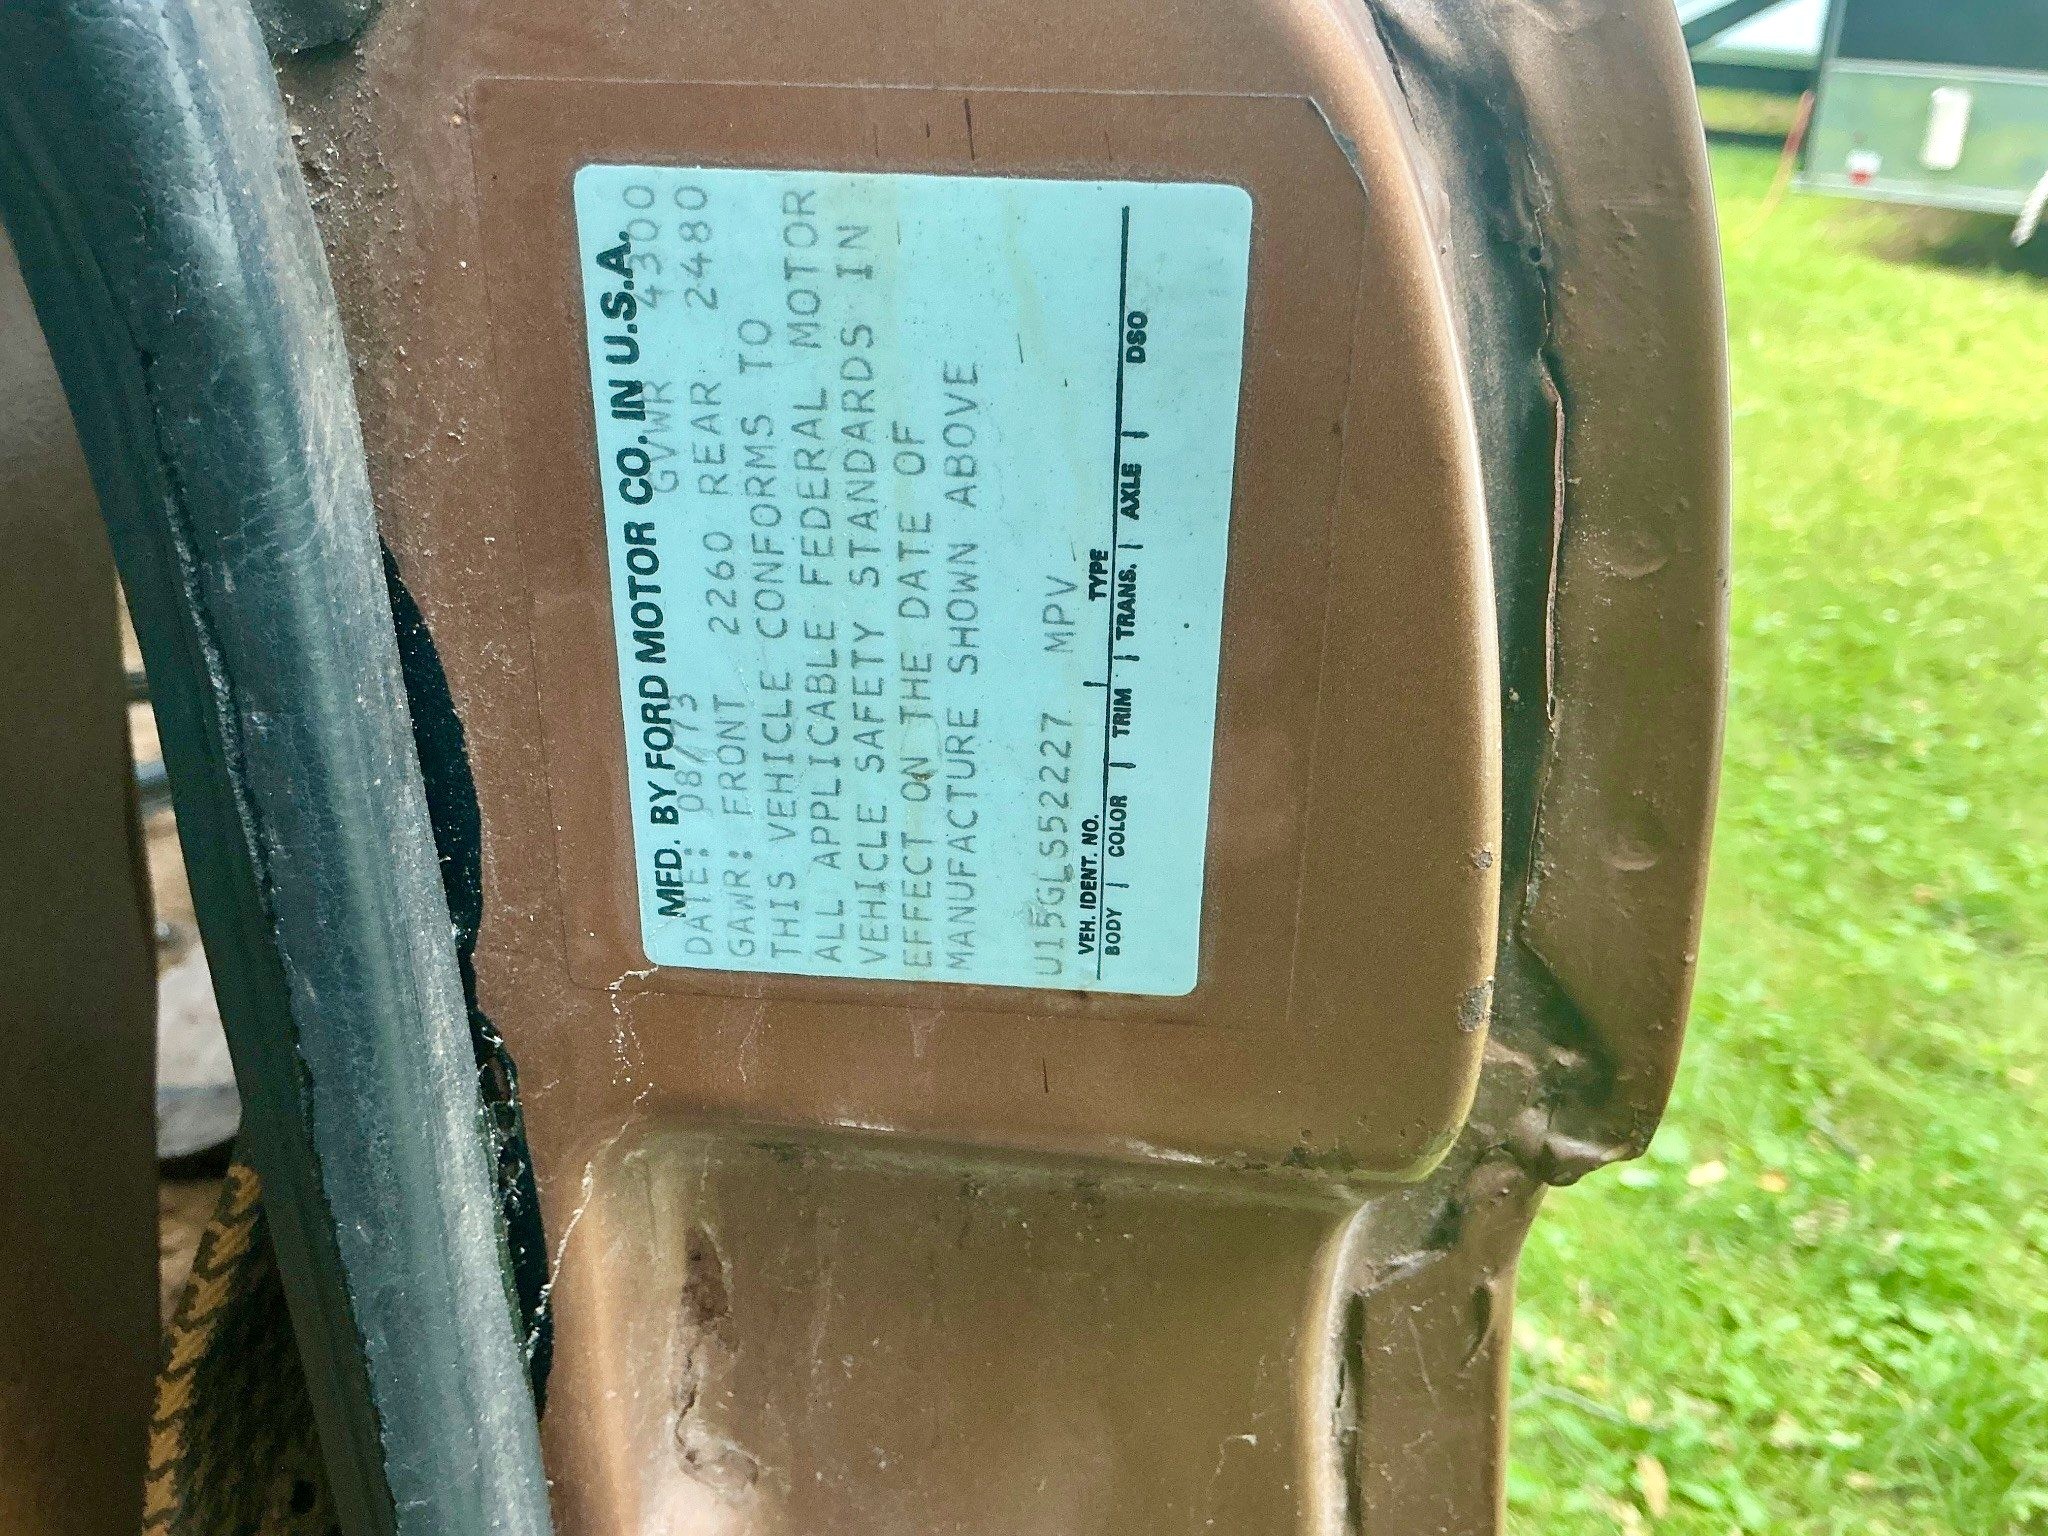 MFD. BY FORD MOTOR CO. IN U.S.A.
DATE: 08/73 GVWR 4300
GAWR: FRONT 2260 REAR 2480
THIS VEHICLE CONFORMS TO
ALL APPLICABLE FEDERAL MOTOR
VEHICLE SAFETY STANDARDS IN
EFFECT ON THE DATE OF
MANUFACTURE SHOWN ABOVE
U15GLS52227 MPV
VEH. IDENT. NO. TYPE
BODY COLOR TRIM TRANS. AXLE DSO